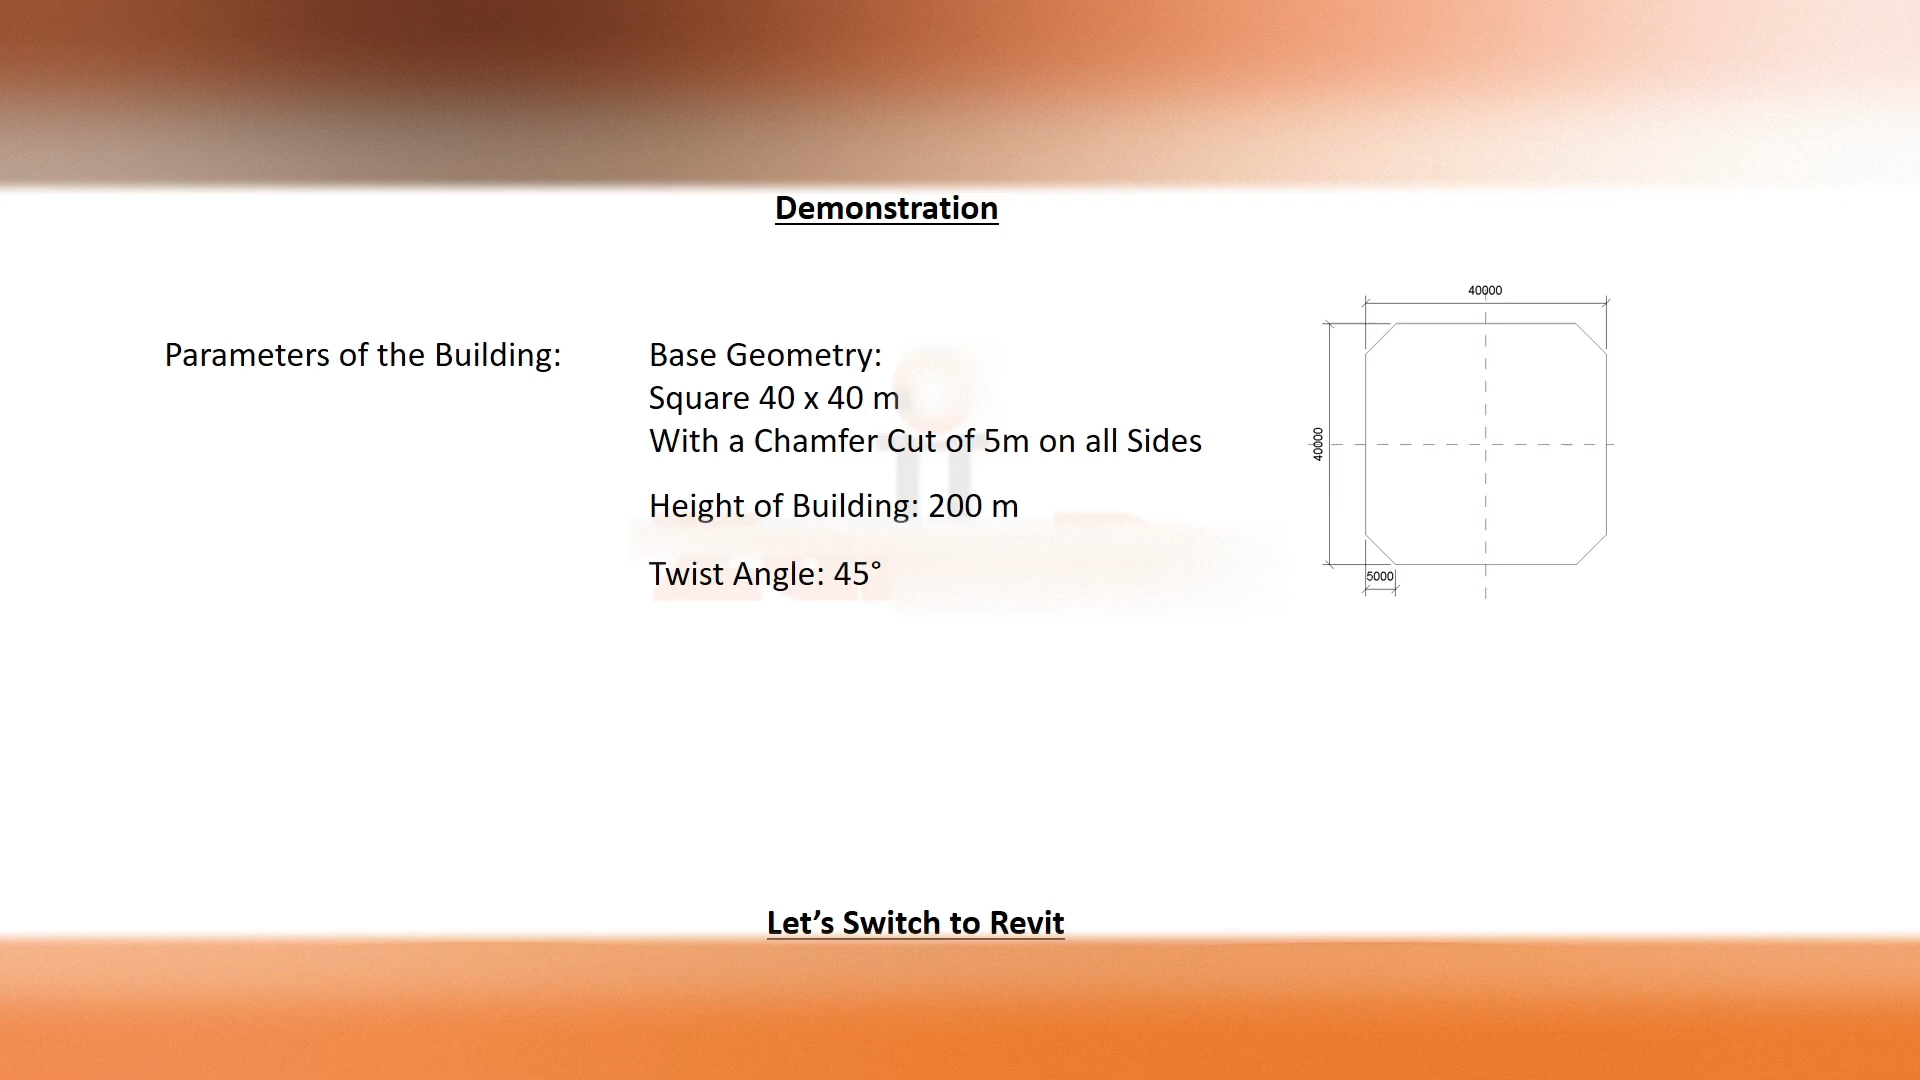 Demonstration
Parameters of the Building:
Base Geometry:
Square 40 x 40 m
With a Chamfer Cut of 5m on all Sides
Height of Building: 200 m
Twist Angle: 45°
40000
40000
5000
Let’s Switch to Revit